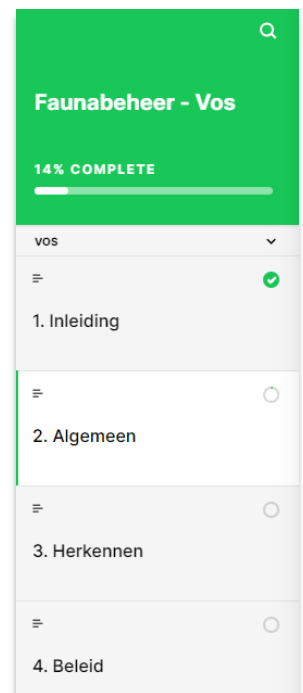 Faunabeheer - Vos
14% COMPLETE
vos
1. Inleiding
2. Algemeen
3. Herkennen
4. Beleid